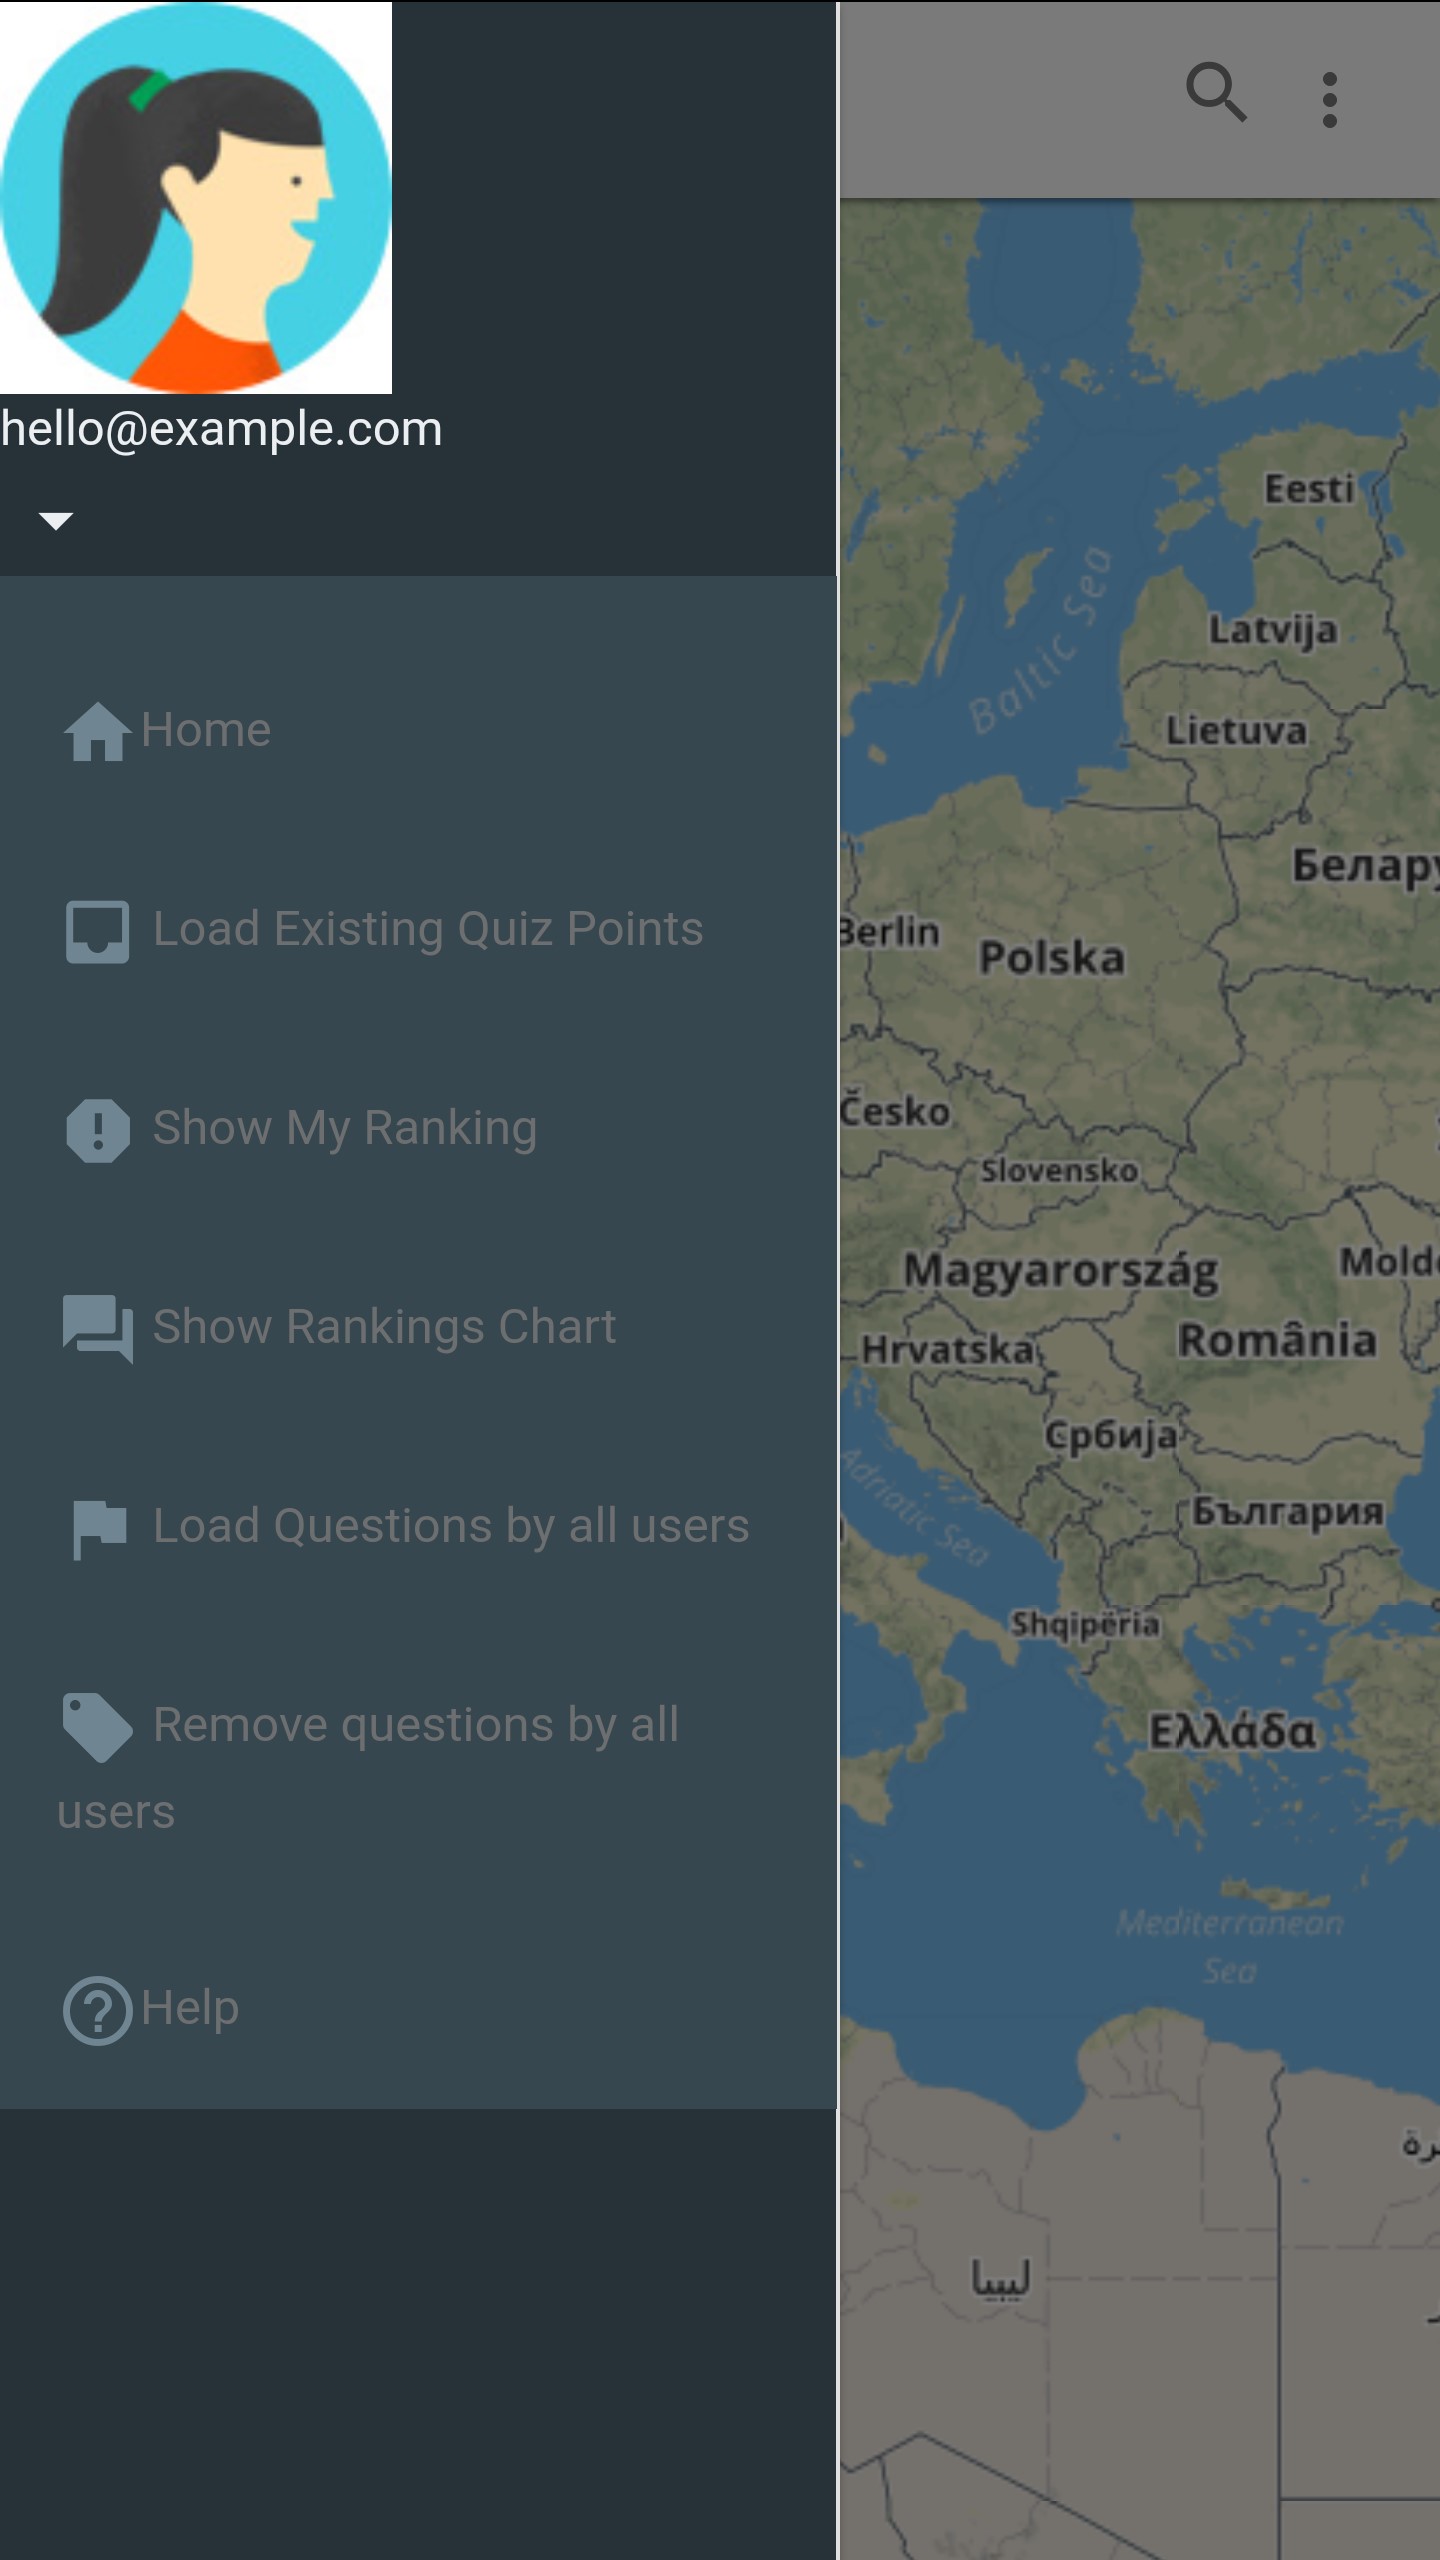 hello@example.com
Home
Load Existing Quiz Points
Show My Ranking
Show Rankings Chart
Load Questions by all users
Remove questions by all
users
Help
Eesti
Baltic Sea
Latvija
Lietuva
Белару
Berlin
Polska
Česko
Slovensko
Magyarország
Mold
Hrvatska
România
Србија
Adriatic Sea
България
Shqipëria
Ελλάδα
Mediterranean
Sea
ليبيا